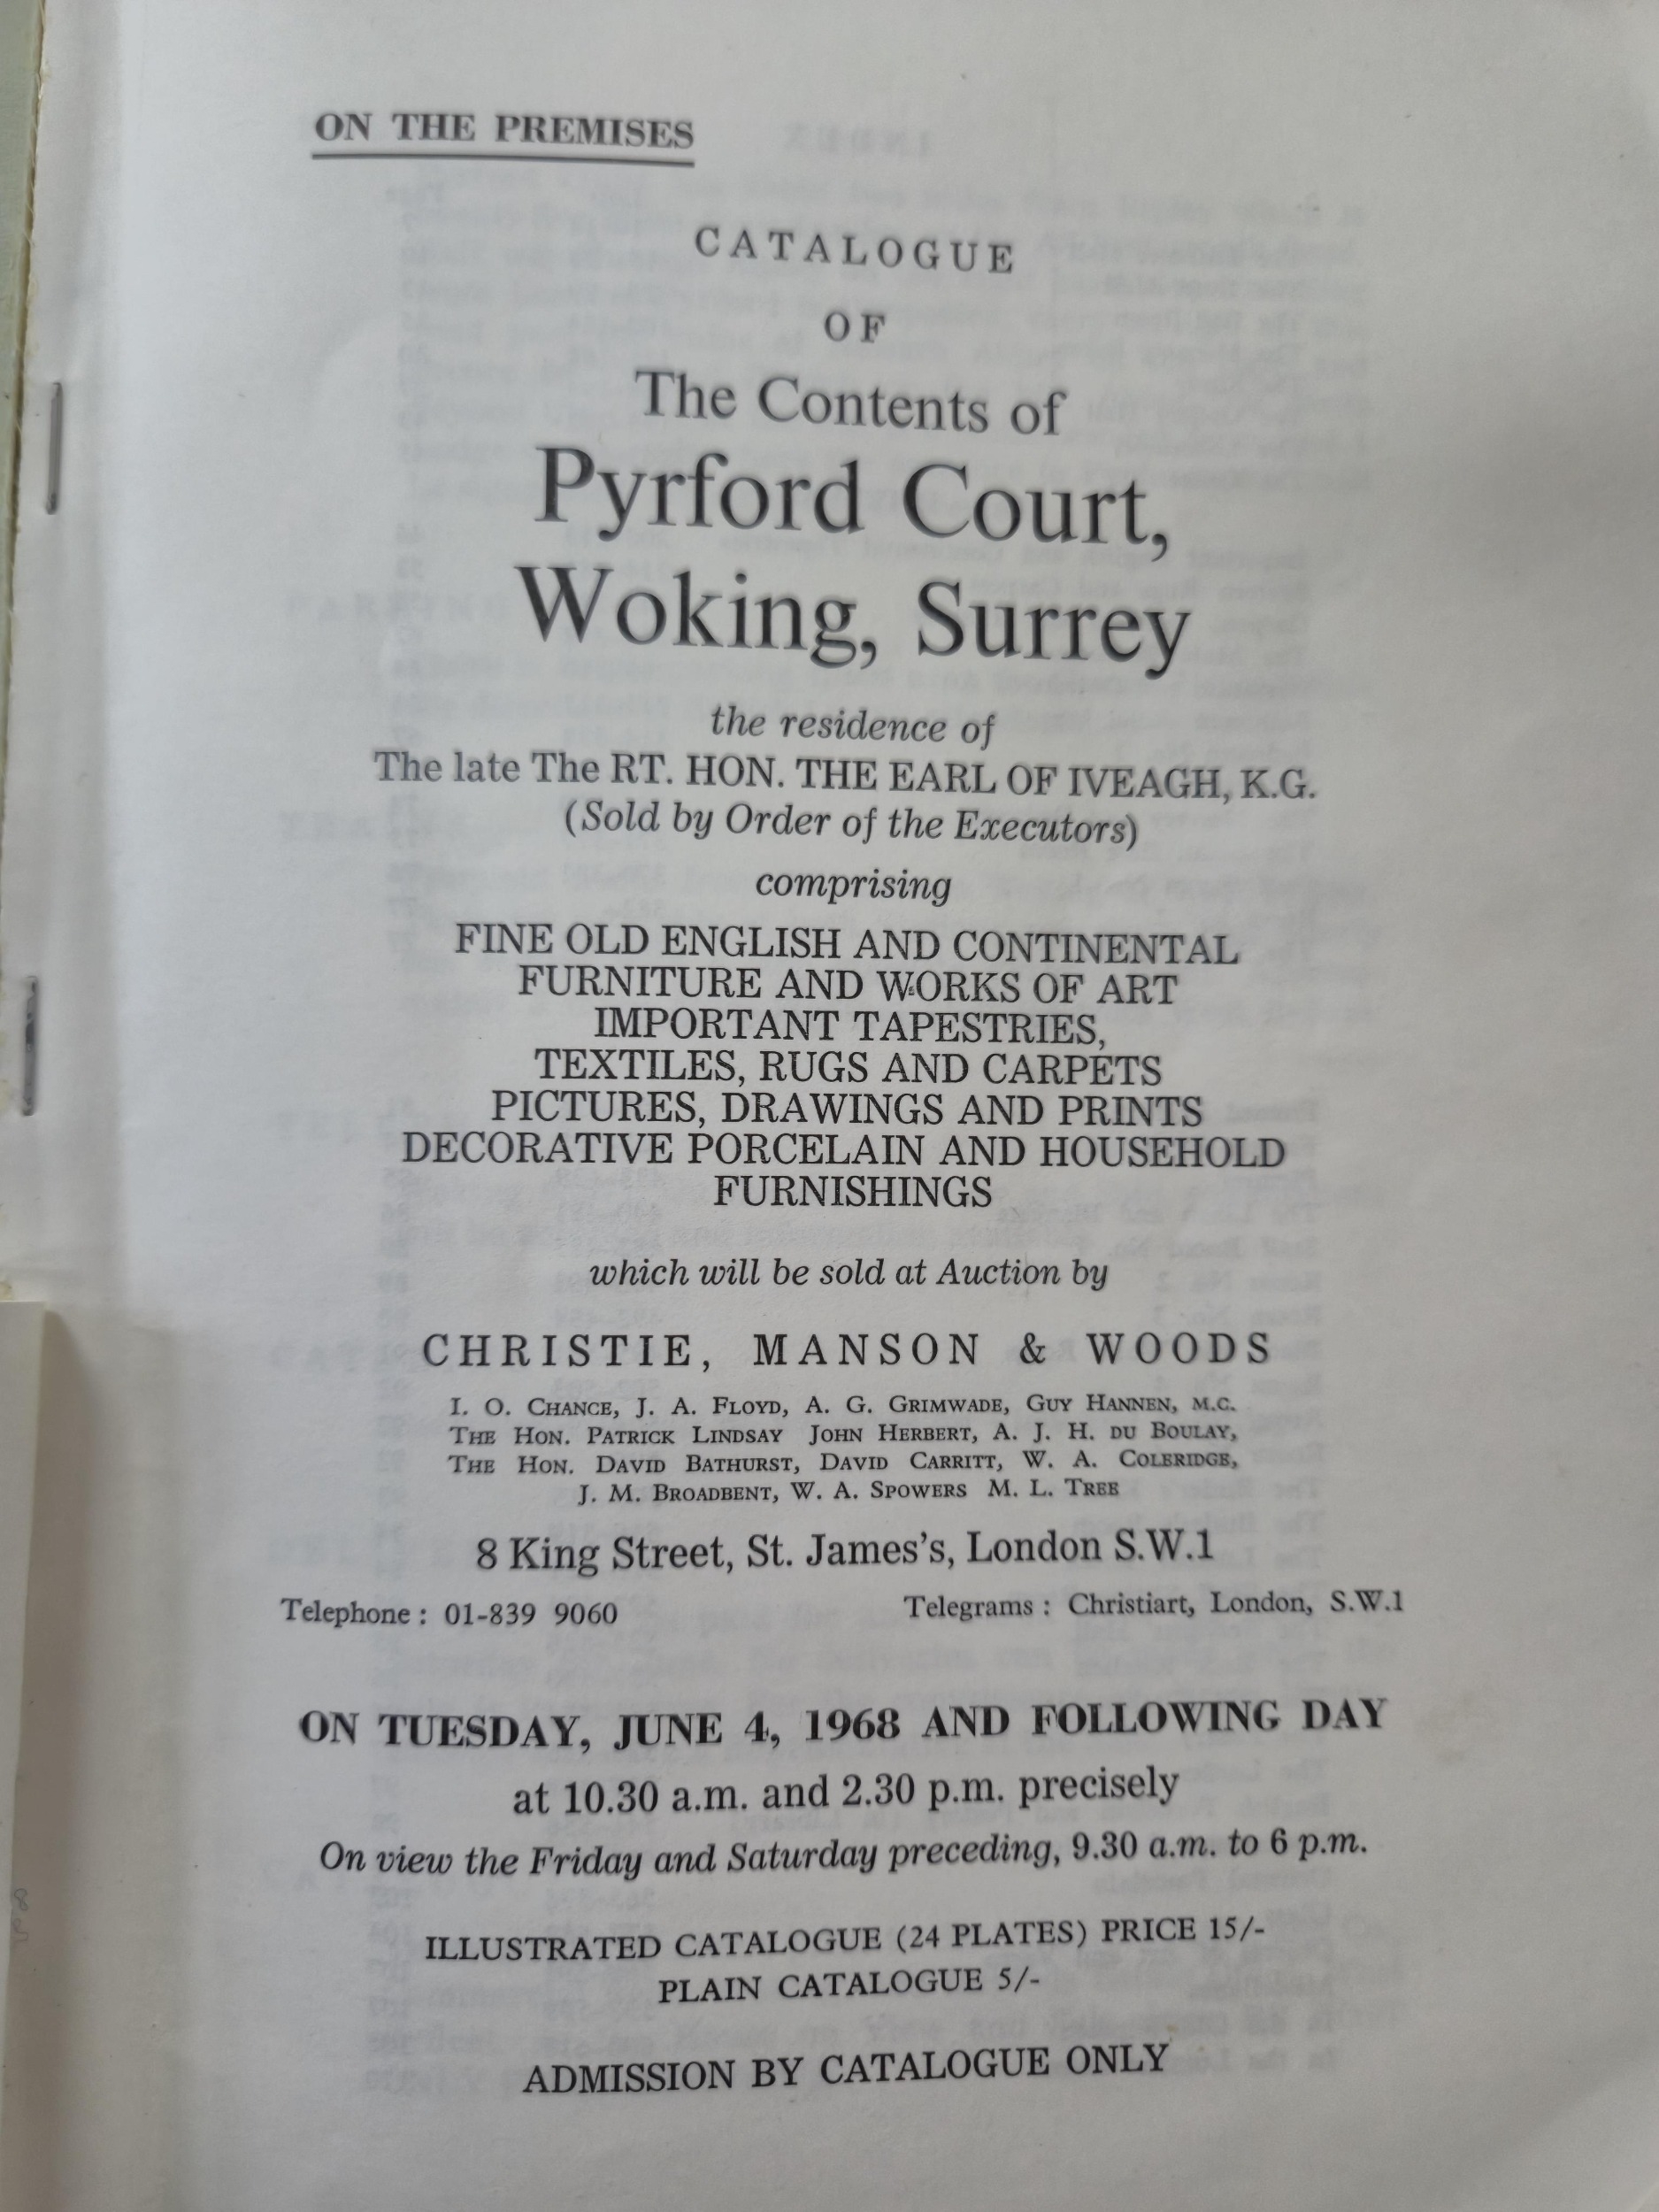 ON THE PREMISES
CATALOGUE
OF
The Contents of
Pyrford Court,
Woking, Surrey
the residence of
The late The RT. HON. THE EARL OF IVEAGH, K.G.
(Sold by Order of the Executors)
comprising
FINE OLD ENGLISH AND CONTINENTAL
FURNITURE AND WORKS OF ART
IMPORTANT TAPESTRIES,
TEXTILES, RUGS AND CARPETS
PICTURES, DRAWINGS AND PRINTS
DECORATIVE PORCELAIN AND HOUSEHOLD
FURNISHINGS
which will be sold at Auction by
CHRISTIE, MANSON & WOODS
I. O. CHANCE, J. A. FLOYD, A. G. GRIMWADE, GUY HANNEN, M.C.
THE HON. PATRICK LINDSAY JOHN HERBERT, A. J. H. DU BOULAY,
THE HON. DAVID BATHURST, DAVID CARRITT, W. A. COLERIDGE,
J. M. BROADBENT, W. A. SPOWERS M. L. TREE
8 King Street, St. James's, London S.W.1
Telephone : 01-839 9060 Telegrams : Christiart, London, S.W.1
ON TUESDAY, JUNE 4, 1968 AND FOLLOWING DAY
at 10.30 a.m. and 2.30 p.m. precisely
On view the Friday and Saturday preceding, 9.30 a.m. to 6 p.m.
ILLUSTRATED CATALOGUE (24 PLATES) PRICE 15/-
PLAIN CATALOGUE 5/-
ADMISSION BY CATALOGUE ONLY